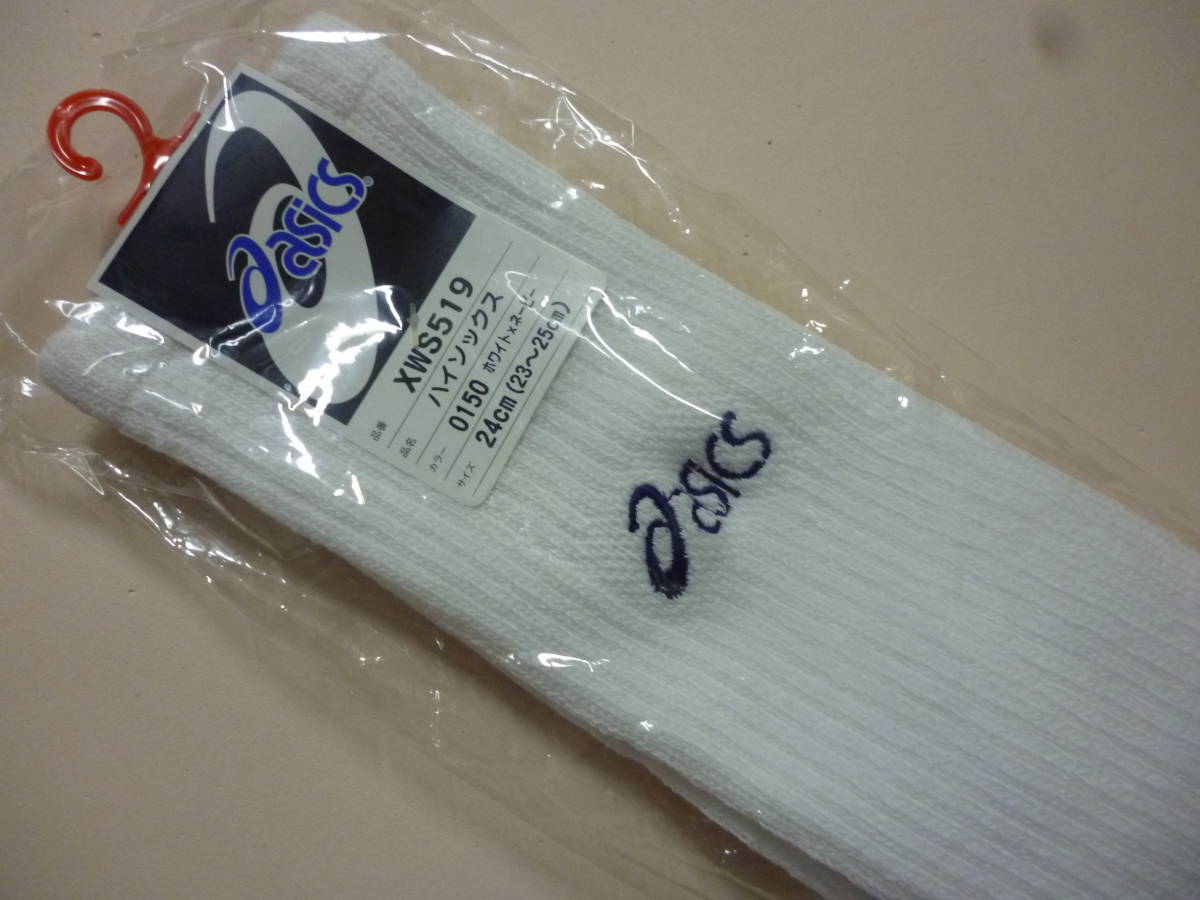 asics®
品番 XWS519
品名 ハイソックス
カラー 0150 ホワイト×ネービー
サイズ 24cm (23～25cm)
asics